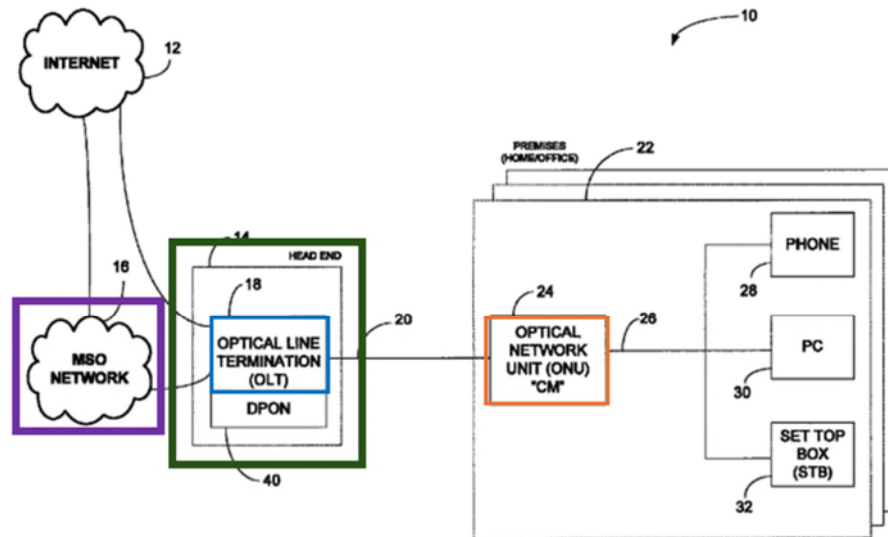 10
INTERNET
12
PREMISES
(HOME/OFFICE)
22
14
HEAD END
16
18
20
24
26
PHONE
28
MSO
NETWORK
OPTICAL LINE
TERMINATION
(OLT)
DPON
40
OPTICAL
NETWORK
UNIT (ONU)
"CM"
PC
30
SET TOP
BOX
(STB)
32